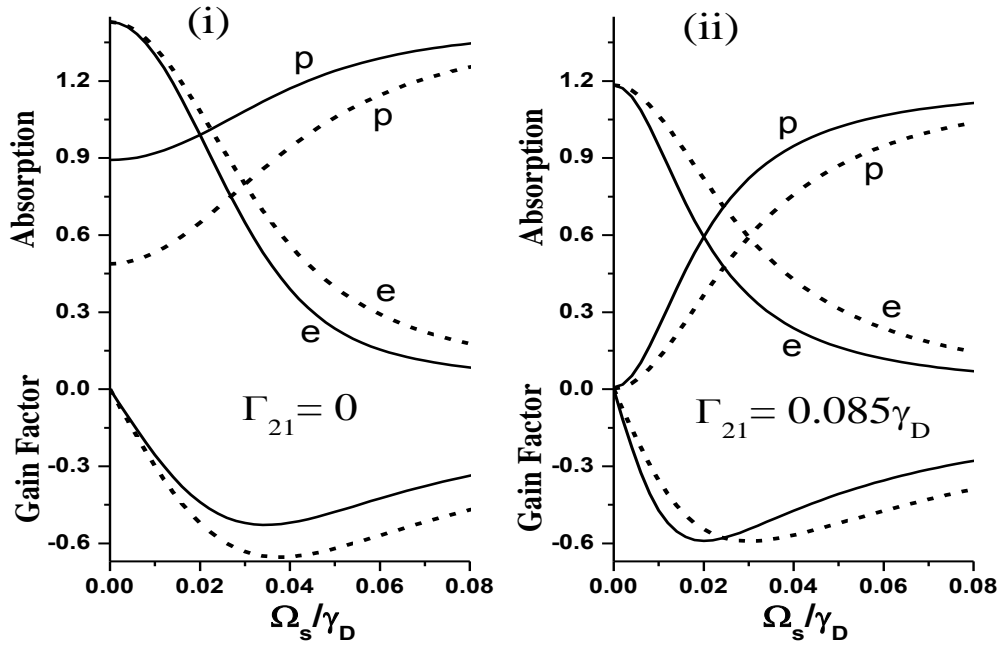 (i)
Absorption
Gain Factor
1.2
0.9
0.6
0.3
0.0
-0.3
-0.6
p
p
e
e
Γ21 = 0
0.00 0.02 0.04 0.06 0.08
Ωs/γD
(ii)
Absorption
Gain Factor
1.2
0.9
0.6
0.3
0.0
-0.3
-0.6
p
p
e
e
Γ21 = 0.085γD
0.00 0.02 0.04 0.06 0.08
Ωs/γD